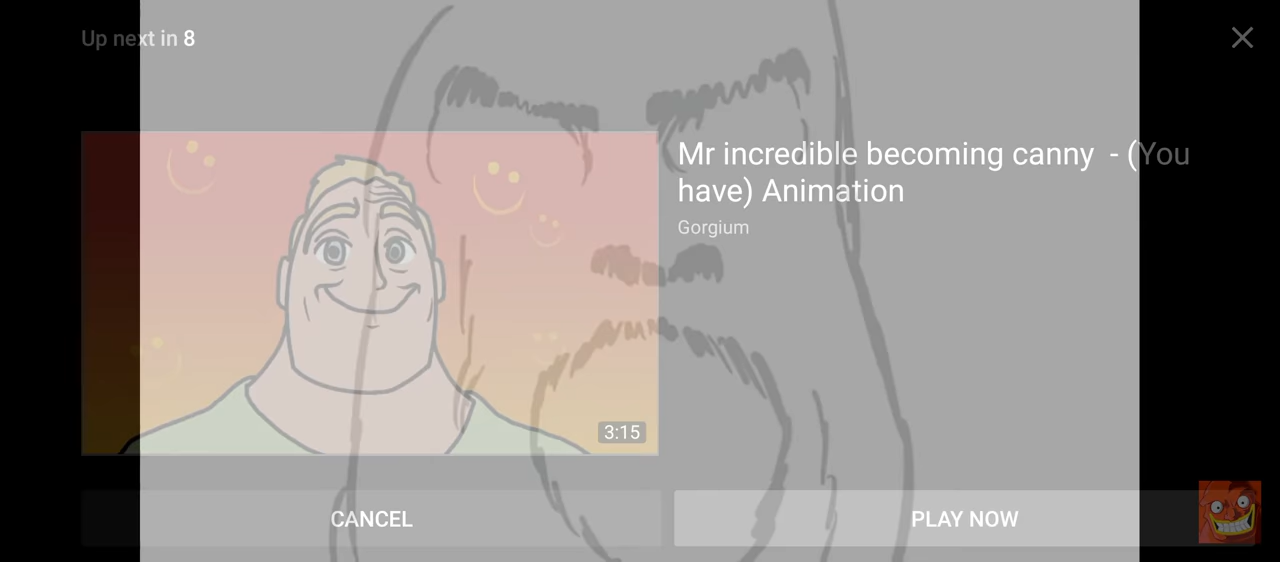 Up next in 8
Mr incredible becoming canny - (You
have) Animation
Gorgium
3:15
CANCEL
PLAY NOW